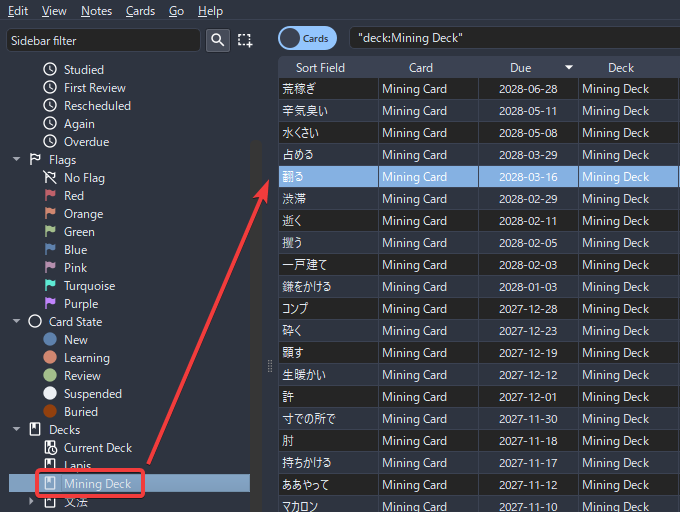 Edit View Notes Cards Go Help
Sidebar filter
Cards
"deck:Mining Deck"
Studied
First Review
Rescheduled
Again
Overdue
Flags
No Flag
Red
Orange
Green
Blue
Pink
Turquoise
Purple
Card State
New
Learning
Review
Suspended
Buried
Decks
Current Deck
Lapis
Mining Deck
文法
Sort Field Card Due Deck
荒稼ぎ Mining Card 2028-06-28 Mining Deck
辛気臭い Mining Card 2028-05-11 Mining Deck
水くさい Mining Card 2028-05-08 Mining Deck
占める Mining Card 2028-03-29 Mining Deck
翻る Mining Card 2028-03-16 Mining Deck
渋滞 Mining Card 2028-02-29 Mining Deck
逝く Mining Card 2028-02-11 Mining Deck
攫う Mining Card 2028-02-05 Mining Deck
一戸建て Mining Card 2028-02-03 Mining Deck
鎌をかける Mining Card 2028-01-03 Mining Deck
コンプ Mining Card 2027-12-28 Mining Deck
砕く Mining Card 2027-12-23 Mining Deck
顕す Mining Card 2027-12-19 Mining Deck
生暖かい Mining Card 2027-12-12 Mining Deck
許 Mining Card 2027-12-01 Mining Deck
寸での所で Mining Card 2027-11-30 Mining Deck
肘 Mining Card 2027-11-18 Mining Deck
持ちかける Mining Card 2027-11-17 Mining Deck
ああやって Mining Card 2027-11-12 Mining Deck
マカロン Mining Card 2027-11-10 Mining Deck